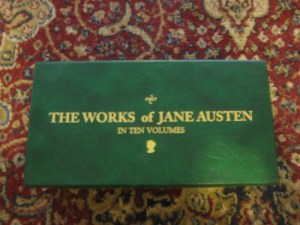 THE WORKS of JANE AUSTEN
IN TEN VOLUMES